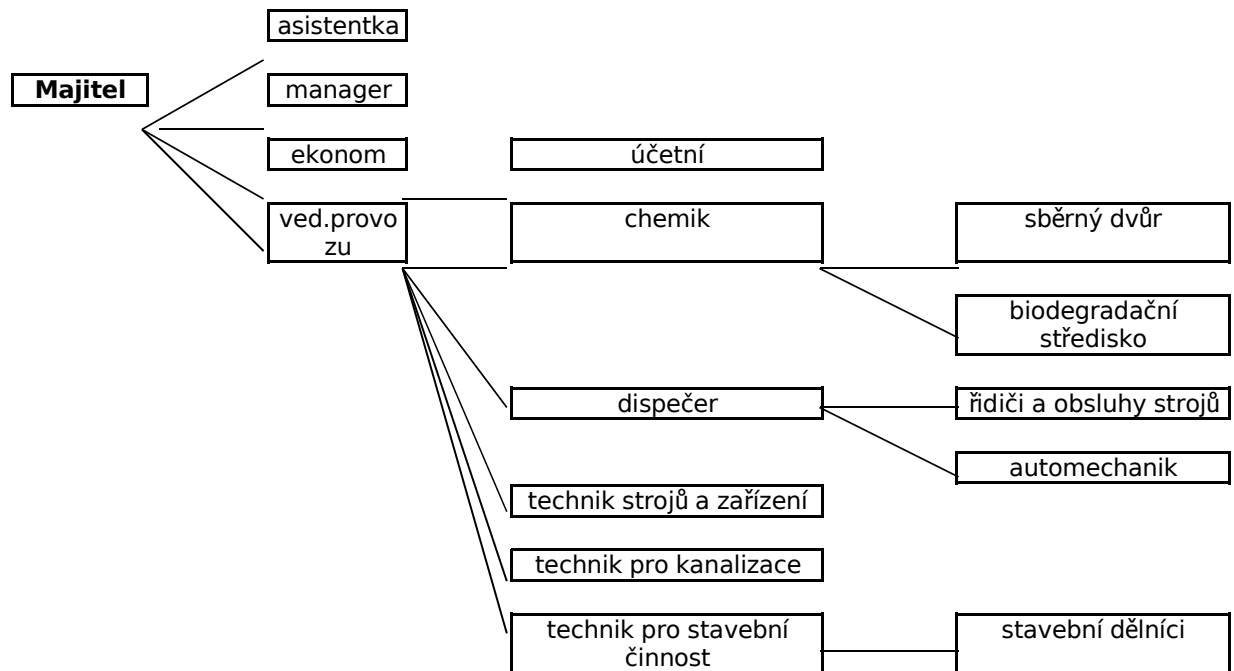 asistentka
Majitel
manager
ekonom
účetní
ved.provo
zu
chemik
sběrný dvůr
biodegradační
středisko
dispečer
řidiči a obsluhy strojů
automechanik
technik strojů a zařízení
technik pro kanalizace
technik pro stavební
činnost
stavební dělníci